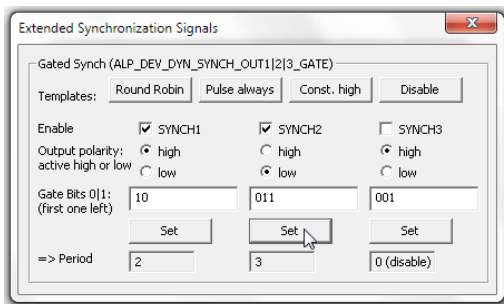 Extended Synchronization Signals
Gated Synch (ALP_DEV_DYN_SYNCH_OUT1|2|3_GATE)
Templates: Round Robin Pulse always Const. high Disable
Enable SYNCH1 SYNCH2 SYNCH3
Output polarity: high high high
active high or low low low low
Gate Bits 0|1: 10 011 001
(first one left)
Set Set Set
=> Period 2 3 0 (disable)